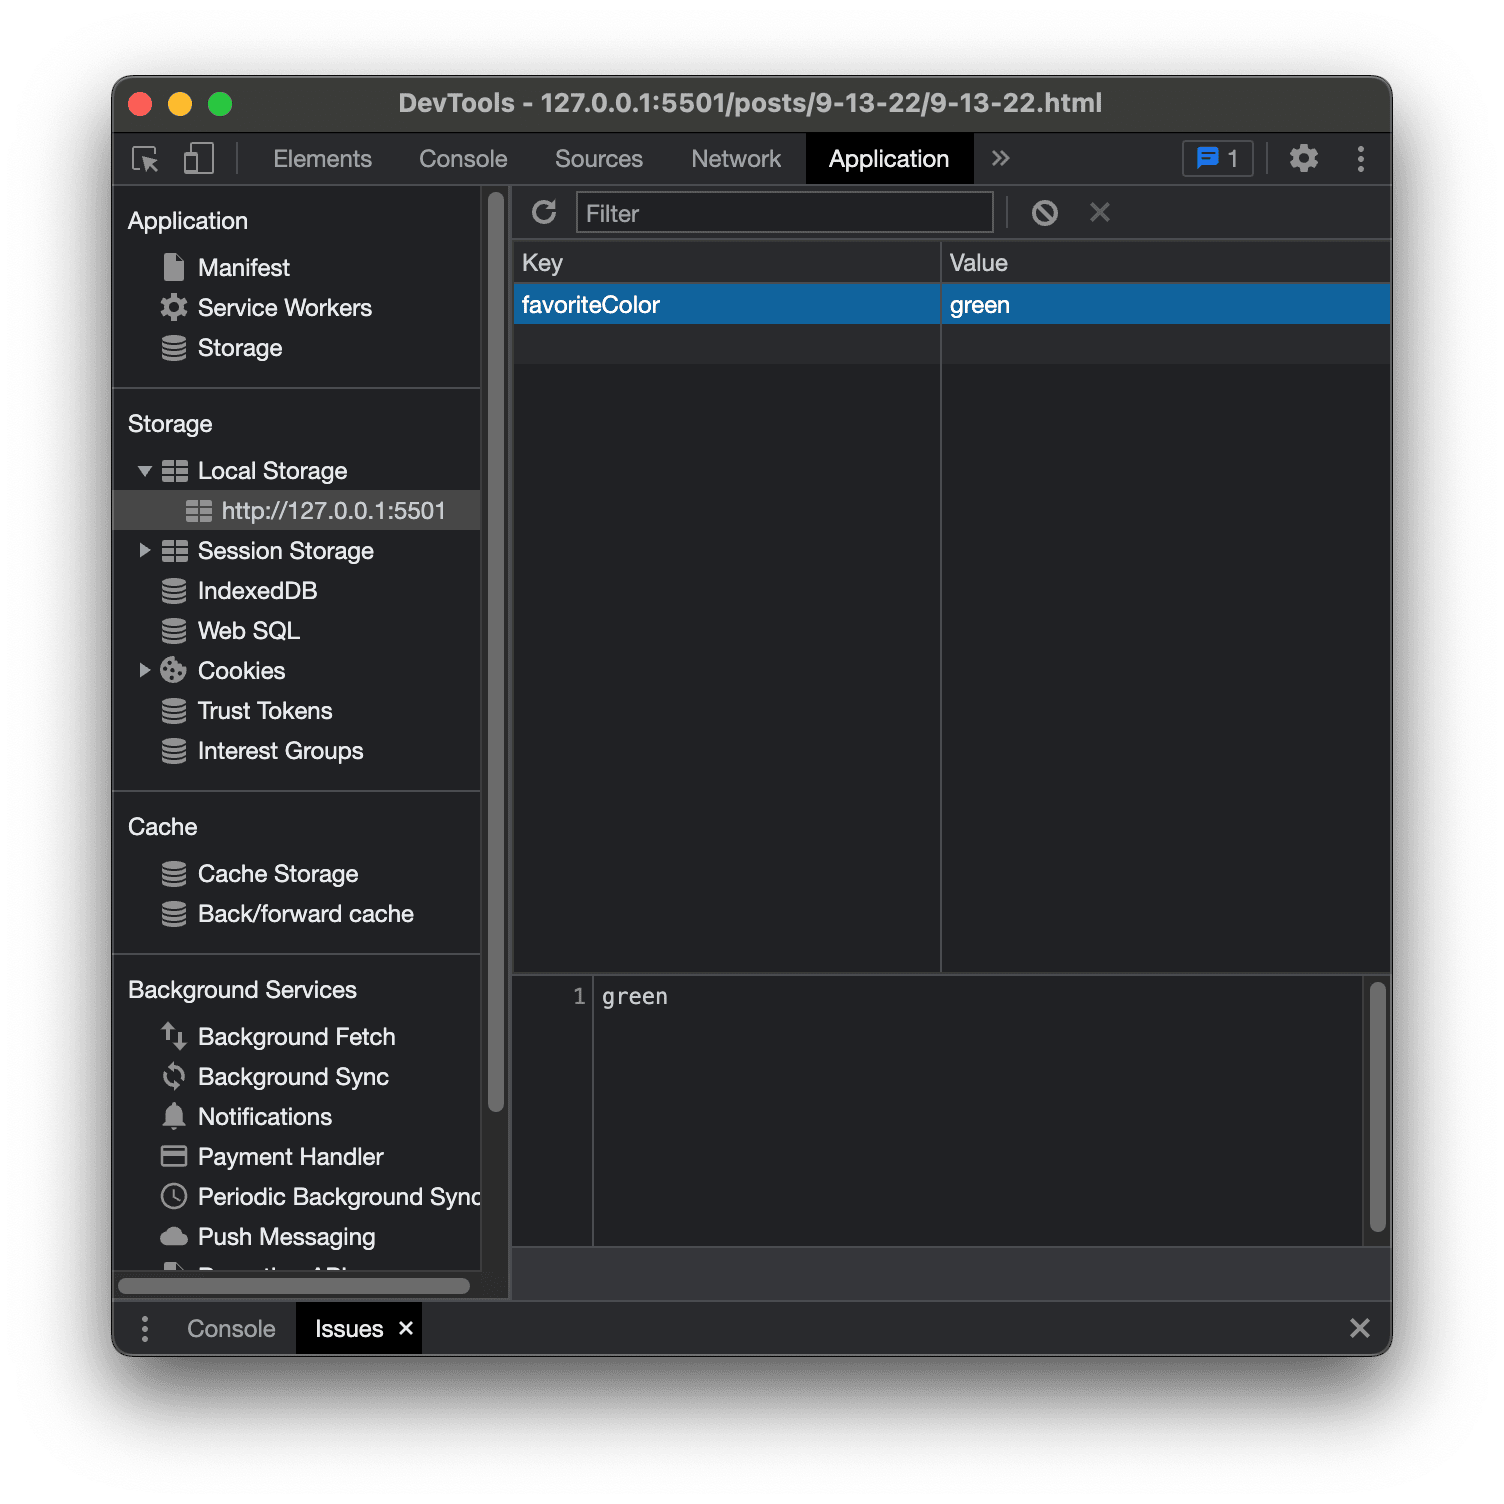 DevTools - 127.0.0.1:5501/posts/9-13-22/9-13-22.html
Elements Console Sources Network Application 1
Application
Manifest
Service Workers
Storage
Storage
Local Storage
http://127.0.0.1:5501
Session Storage
IndexedDB
Web SQL
Cookies
Trust Tokens
Interest Groups
Cache
Cache Storage
Back/forward cache
Background Services
Background Fetch
Background Sync
Notifications
Payment Handler
Periodic Background Sync
Push Messaging
Filter
Key Value
favoriteColor green
1 green
Console Issues